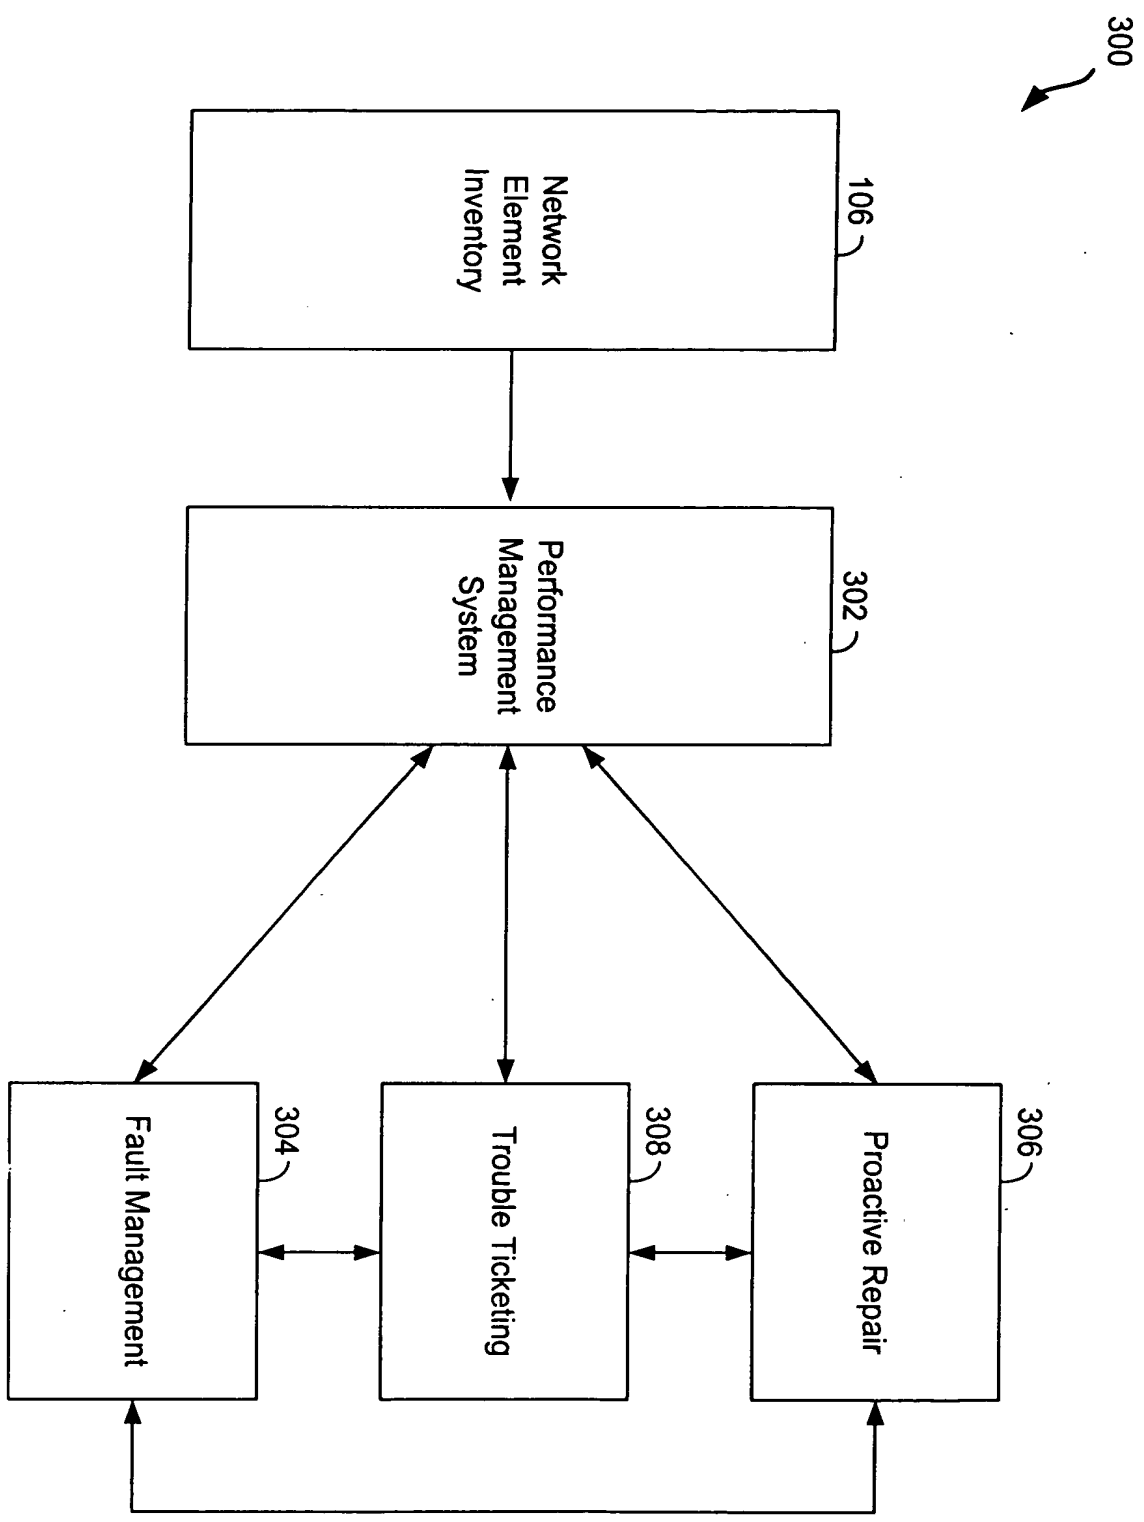 300
106
Network
Element
Inventory
302
Performance
Management
System
306
Proactive Repair
308
Trouble Ticketing
304
Fault Management